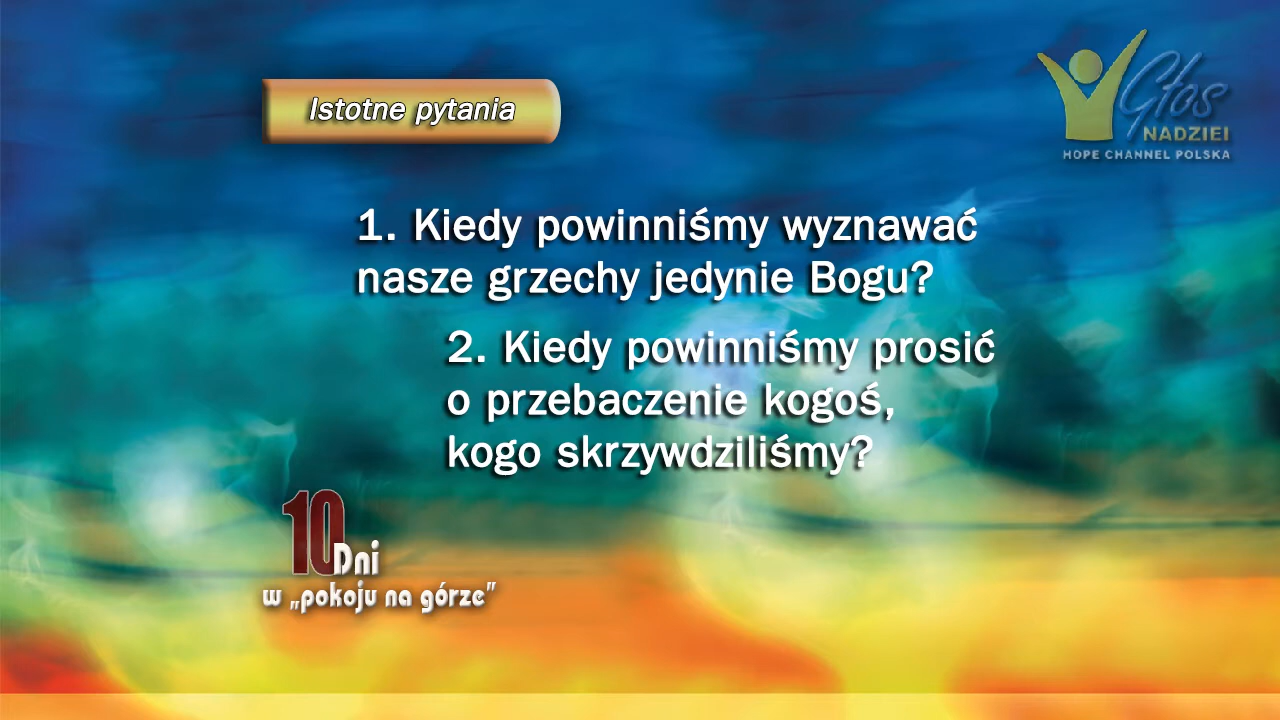 Istotne pytania
Głos
NADZIEI
HOPE CHANNEL POLSKA
1. Kiedy powinniśmy wyznawać
nasze grzechy jedynie Bogu?
2. Kiedy powinniśmy prosić
o przebaczenie kogoś,
kogo skrzywdziliśmy?
10
Dni
w „pokoju na górze”